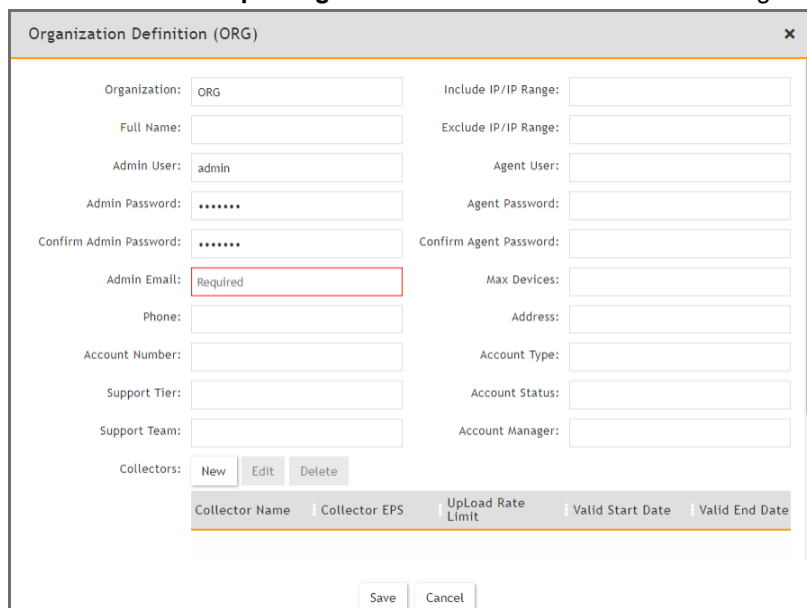 Organization Definition (ORG) ×
Organization: ORG Include IP/IP Range:
Full Name: Exclude IP/IP Range:
Admin User: admin Agent User:
Admin Password: ••••••• Agent Password:
Confirm Admin Password: ••••••• Confirm Agent Password:
Admin Email: Required Max Devices:
Phone: Address:
Account Number: Account Type:
Support Tier: Account Status:
Support Team: Account Manager:
Collectors: New Edit Delete
Collector Name Collector EPS UpLoad Rate Limit Valid Start Date Valid End Date
Save Cancel